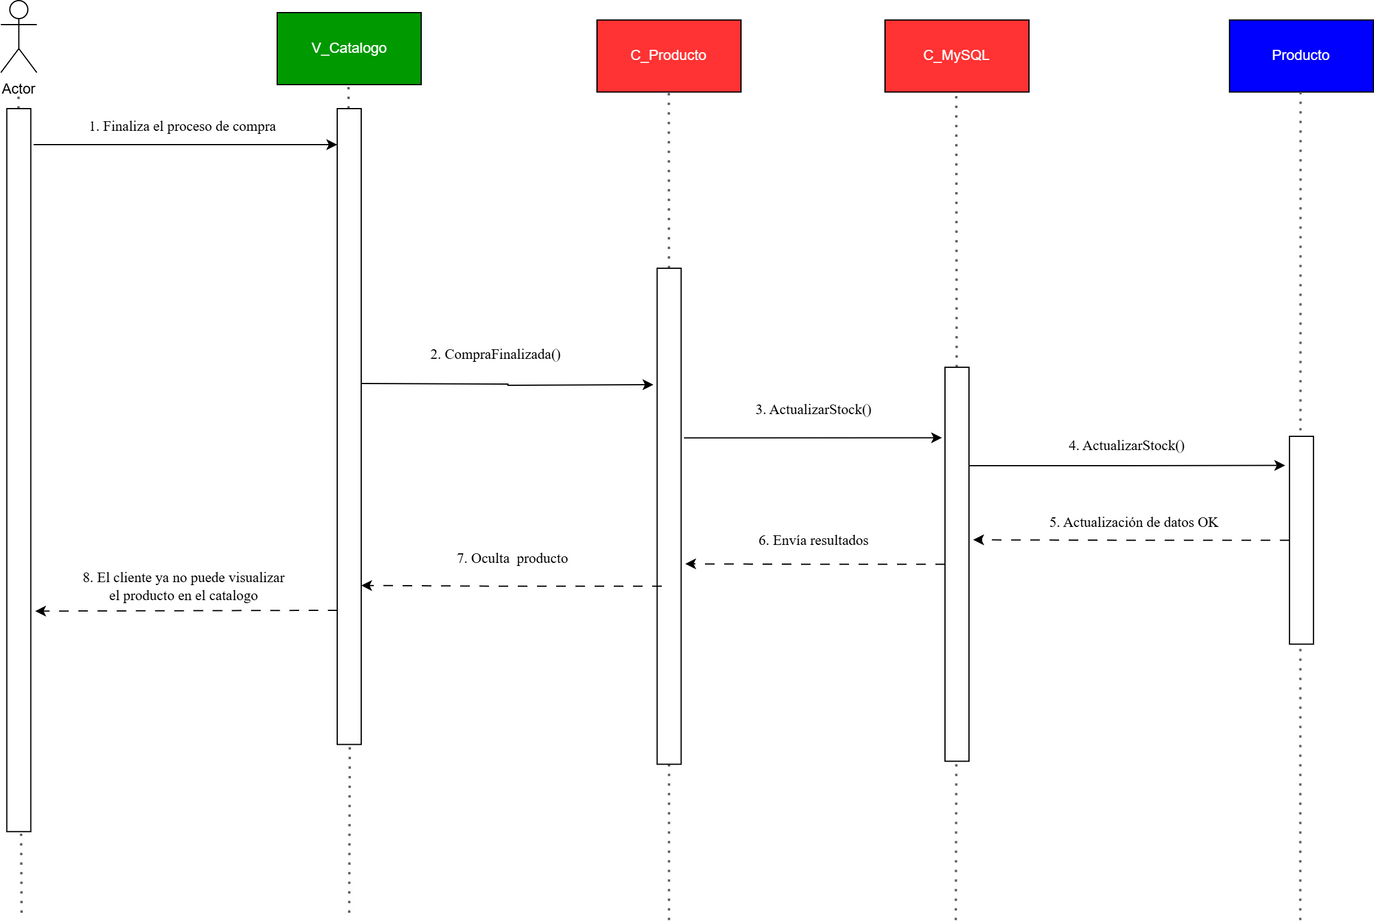 V_Catalogo
C_Producto
C_MySQL
Producto
Actor
1. Finaliza el proceso de compra
2. CompraFinalizada()
3. ActualizarStock()
4. ActualizarStock()
5. Actualización de datos OK
6. Envía resultados
7. Oculta  producto
8. El cliente ya no puede visualizar
el producto en el catalogo